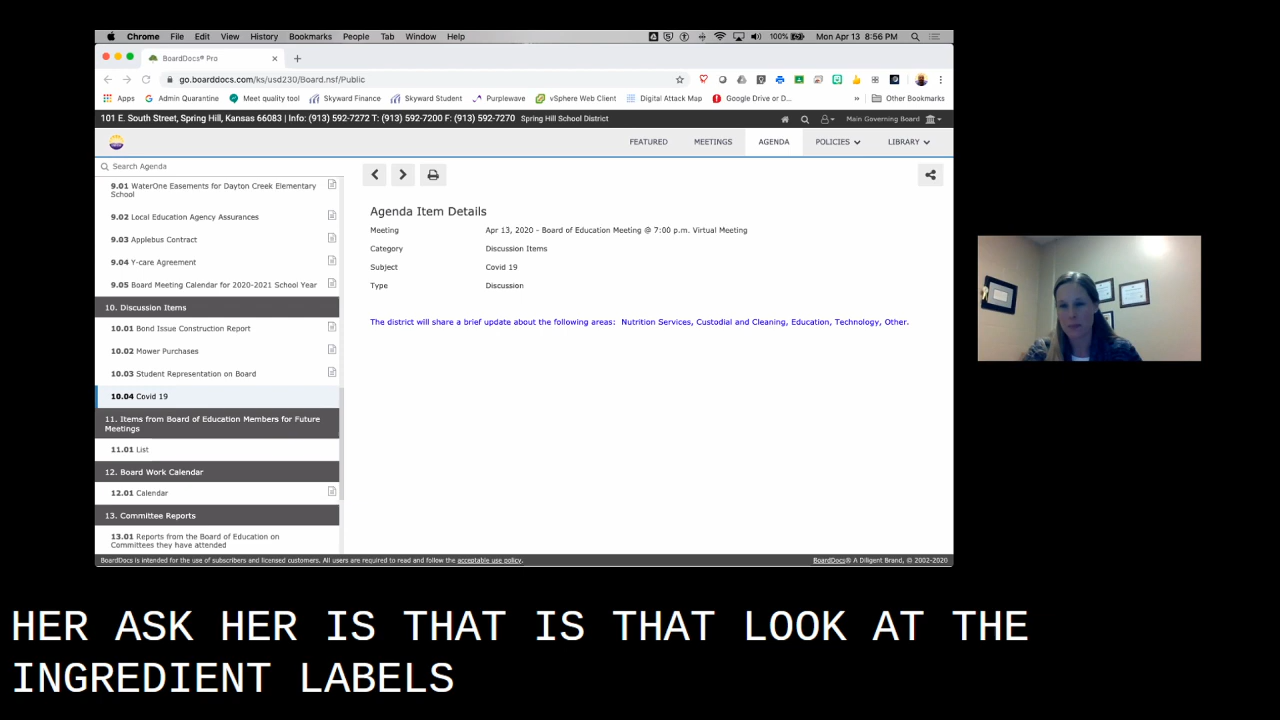 Chrome File Edit View History Bookmarks People Tab Window Help 100% Mon Apr 13 8:56 PM
BoardDocs® Pro
go.boarddocs.com/ks/usd230/Board.nsf/Public
Apps Admin Quarantine Meet quality tool Skyward Finance Skyward Student Purplewave vSphere Web Client Digital Attack Map Google Drive or D... » Other Bookmarks
101 E. South Street, Spring Hill, Kansas 66083 | Info: (913) 592-7272 T: (913) 592-7200 F: (913) 592-7270 Spring Hill School District Main Governing Board
FEATURED MEETINGS AGENDA POLICIES LIBRARY
Search Agenda
9.01 WaterOne Easements for Dayton Creek Elementary
School
9.02 Local Education Agency Assurances
9.03 Applebus Contract
9.04 Y-care Agreement
9.05 Board Meeting Calendar for 2020-2021 School Year
10. Discussion Items
10.01 Bond Issue Construction Report
10.02 Mower Purchases
10.03 Student Representation on Board
10.04 Covid 19
11. Items from Board of Education Members for Future
Meetings
11.01 List
12. Board Work Calendar
12.01 Calendar
13. Committee Reports
13.01 Reports from the Board of Education on
Committees they have attended
Agenda Item Details
Meeting Apr 13, 2020 - Board of Education Meeting @ 7:00 p.m. Virtual Meeting
Category Discussion Items
Subject Covid 19
Type Discussion
The district will share a brief update about the following areas: Nutrition Services, Custodial and Cleaning, Education, Technology, Other.
BoardDocs is intended for the use of subscribers and licensed customers. All users are required to read and follow the acceptable use policy. BoardDocs® A Diligent Brand, © 2002-2020
HER ASK HER IS THAT IS THAT LOOK AT THE
INGREDIENT LABELS